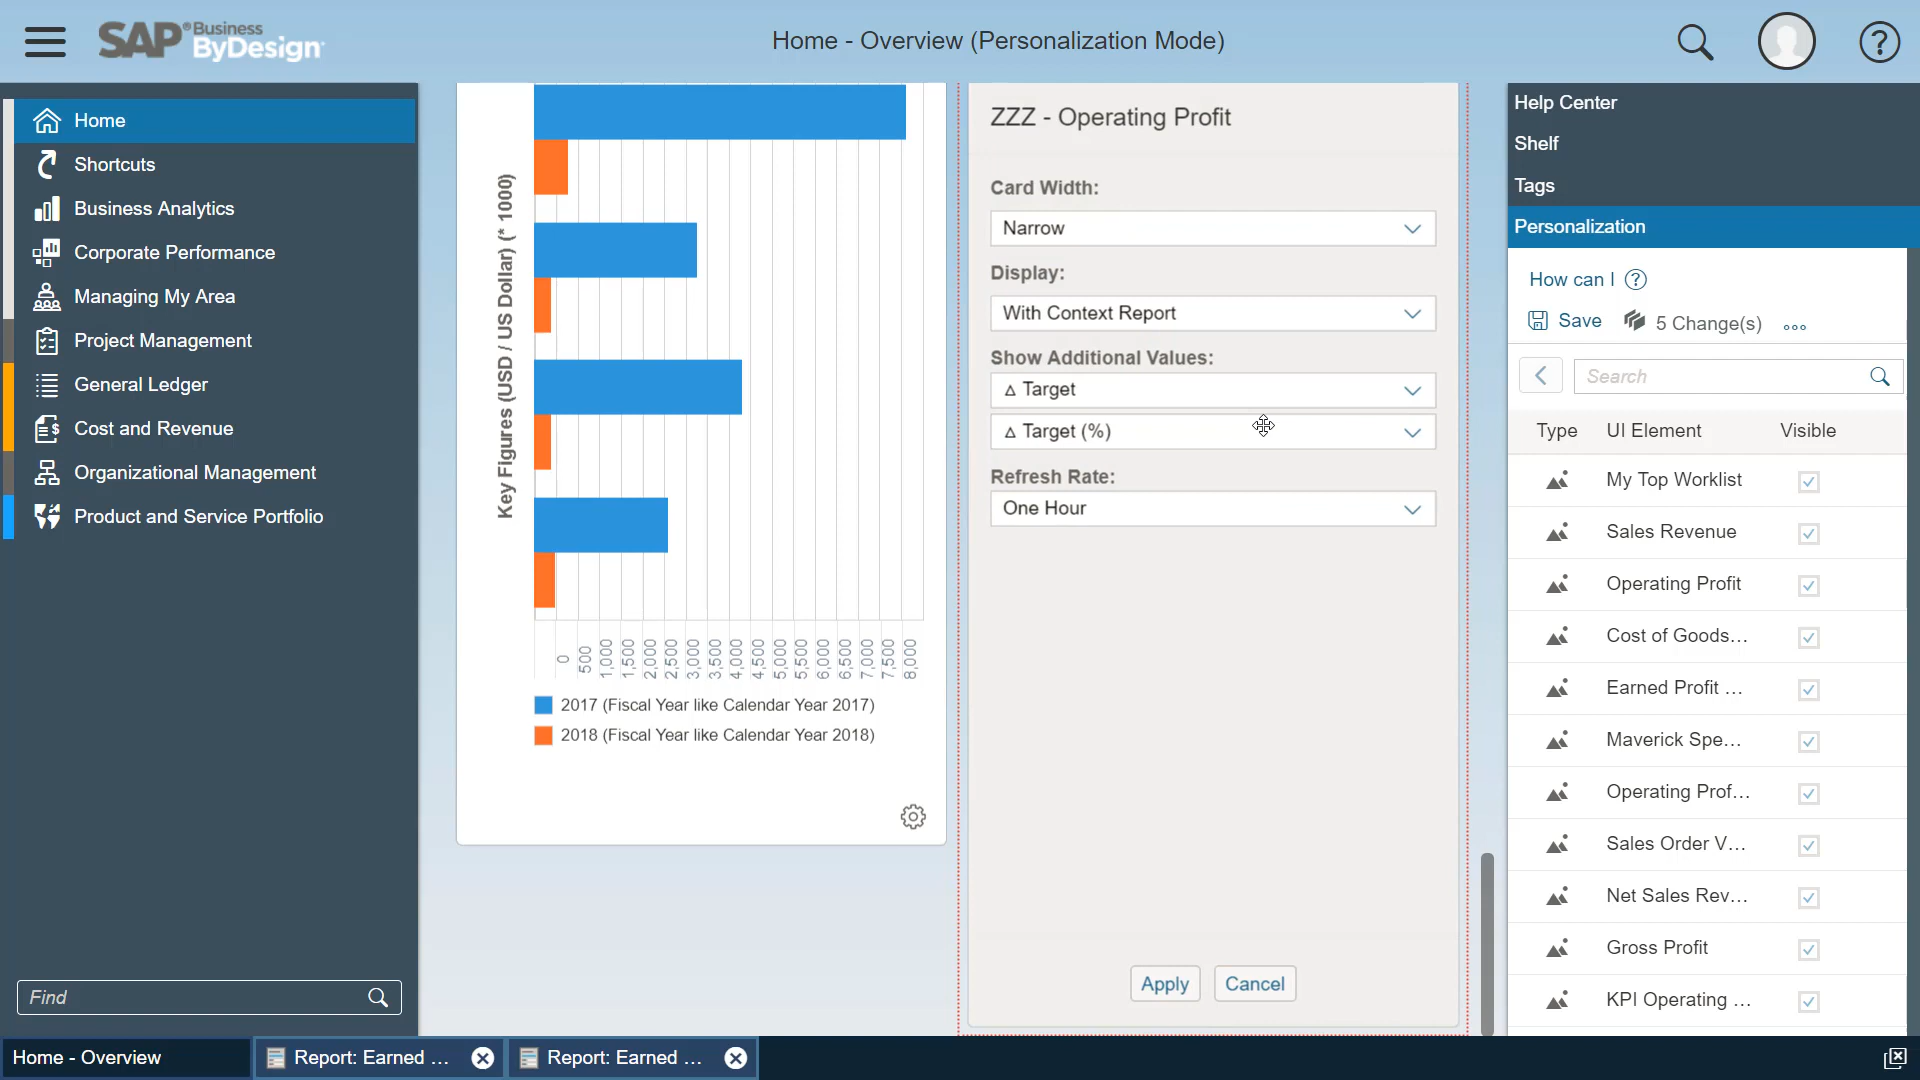 SAP Business ByDesign
Home - Overview (Personalization Mode)
Home
Shortcuts
Business Analytics
Corporate Performance
Managing My Area
Project Management
General Ledger
Cost and Revenue
Organizational Management
Product and Service Portfolio
Find
Key Figures (USD / US Dollar) (* 1000)
0
500
1,000
1,500
2,000
2,500
3,000
3,500
4,000
4,500
5,000
5,500
6,000
6,500
7,000
7,500
8,000
2017 (Fiscal Year like Calendar Year 2017)
2018 (Fiscal Year like Calendar Year 2018)
ZZZ - Operating Profit
Card Width:
Narrow
Display:
With Context Report
Show Additional Values:
Δ Target
Δ Target (%)
Refresh Rate:
One Hour
Apply
Cancel
Help Center
Shelf
Tags
Personalization
How can I ?
Save
5 Change(s)
...
Search
Type UI Element Visible
My Top Worklist
Sales Revenue
Operating Profit
Cost of Goods...
Earned Profit ...
Maverick Spe...
Operating Prof...
Sales Order V...
Net Sales Rev...
Gross Profit
KPI Operating ...
Home - Overview
Report: Earned ...
Report: Earned ...